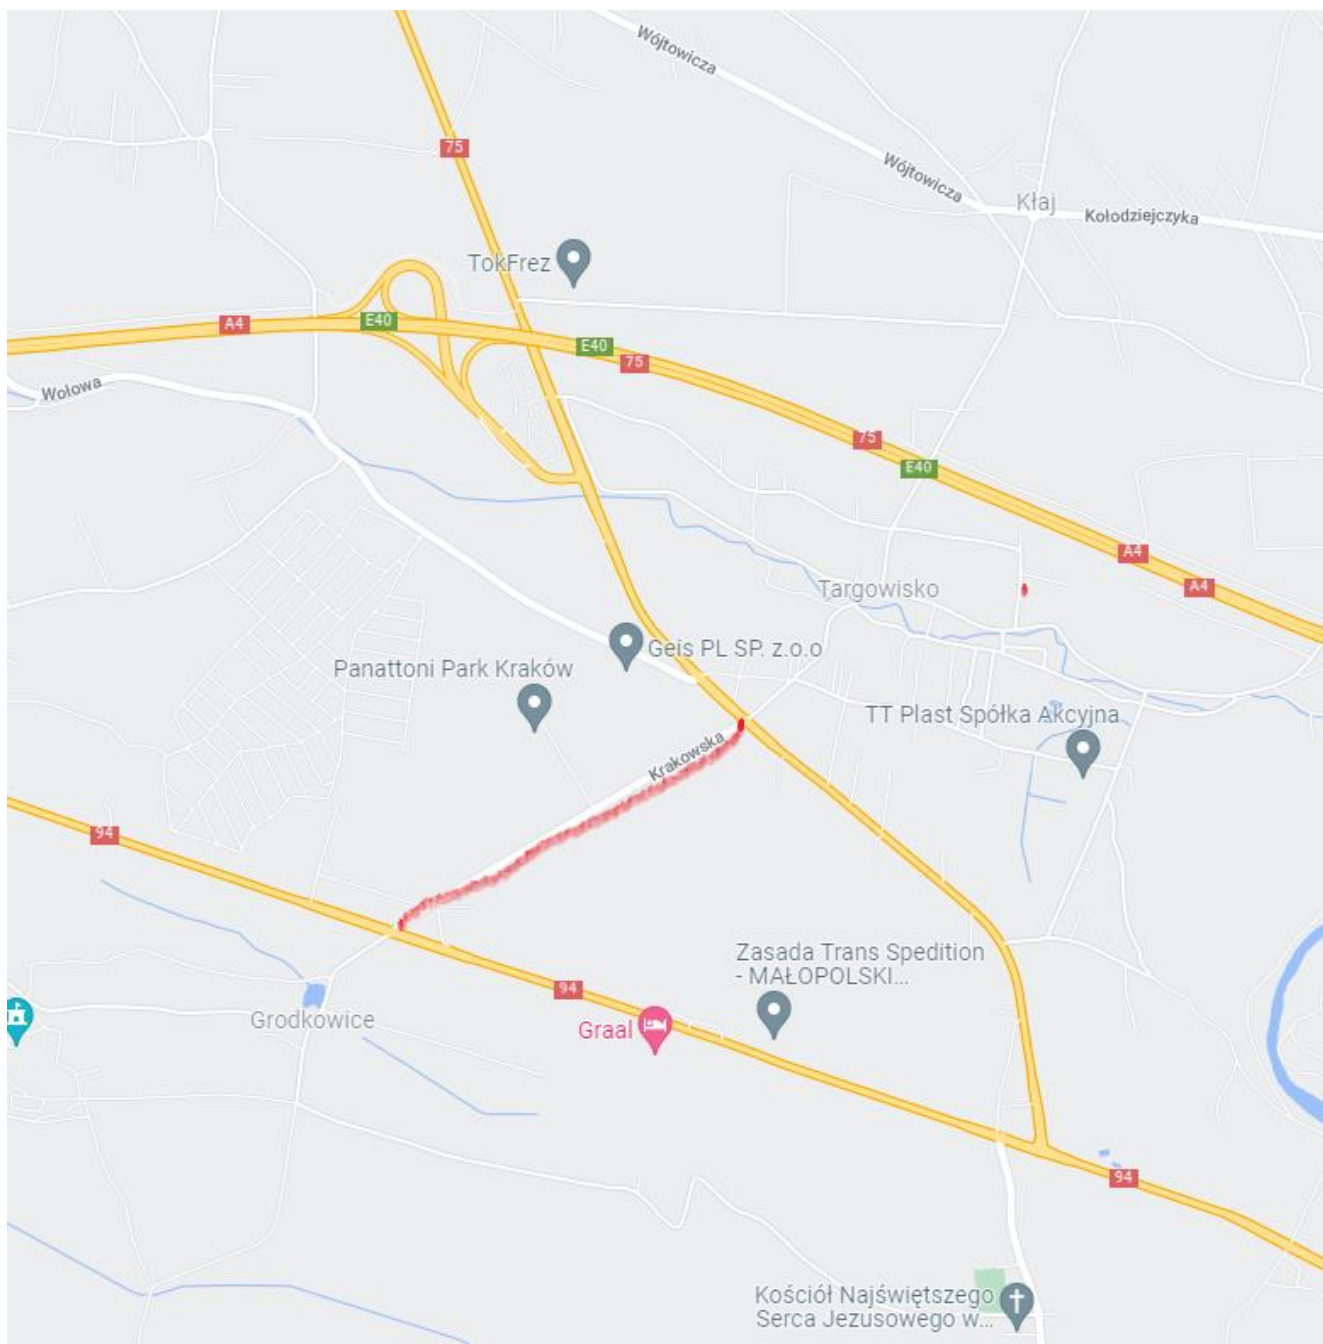 Wójtowicza
75
Wójtowicza
Kłaj
Kołodziejczyka
TokFrez
A4
E40
E40
75
Wołowa
75
E40
A4
A4
Targowisko
Geis PL SP. z.o.o
Panattoni Park Kraków
TT Plast Spółka Akcyjna
Krakowska
94
Zasada Trans Spedition
- MAŁOPOLSKI...
94
Grodkowice
Graal
94
Kościół Najświętszego
Serca Jezusowego w...